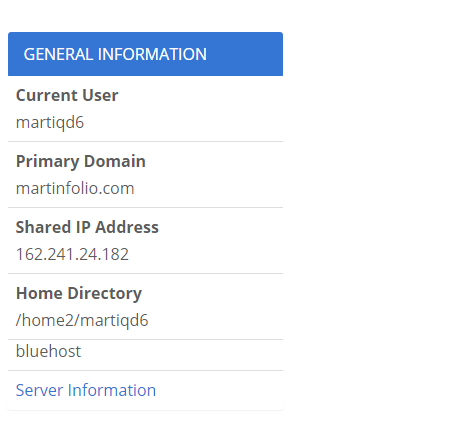 GENERAL INFORMATION
Current User
martiqd6
Primary Domain
martinfolio.com
Shared IP Address
162.241.24.182
Home Directory
/home2/martiqd6
bluehost
Server Information